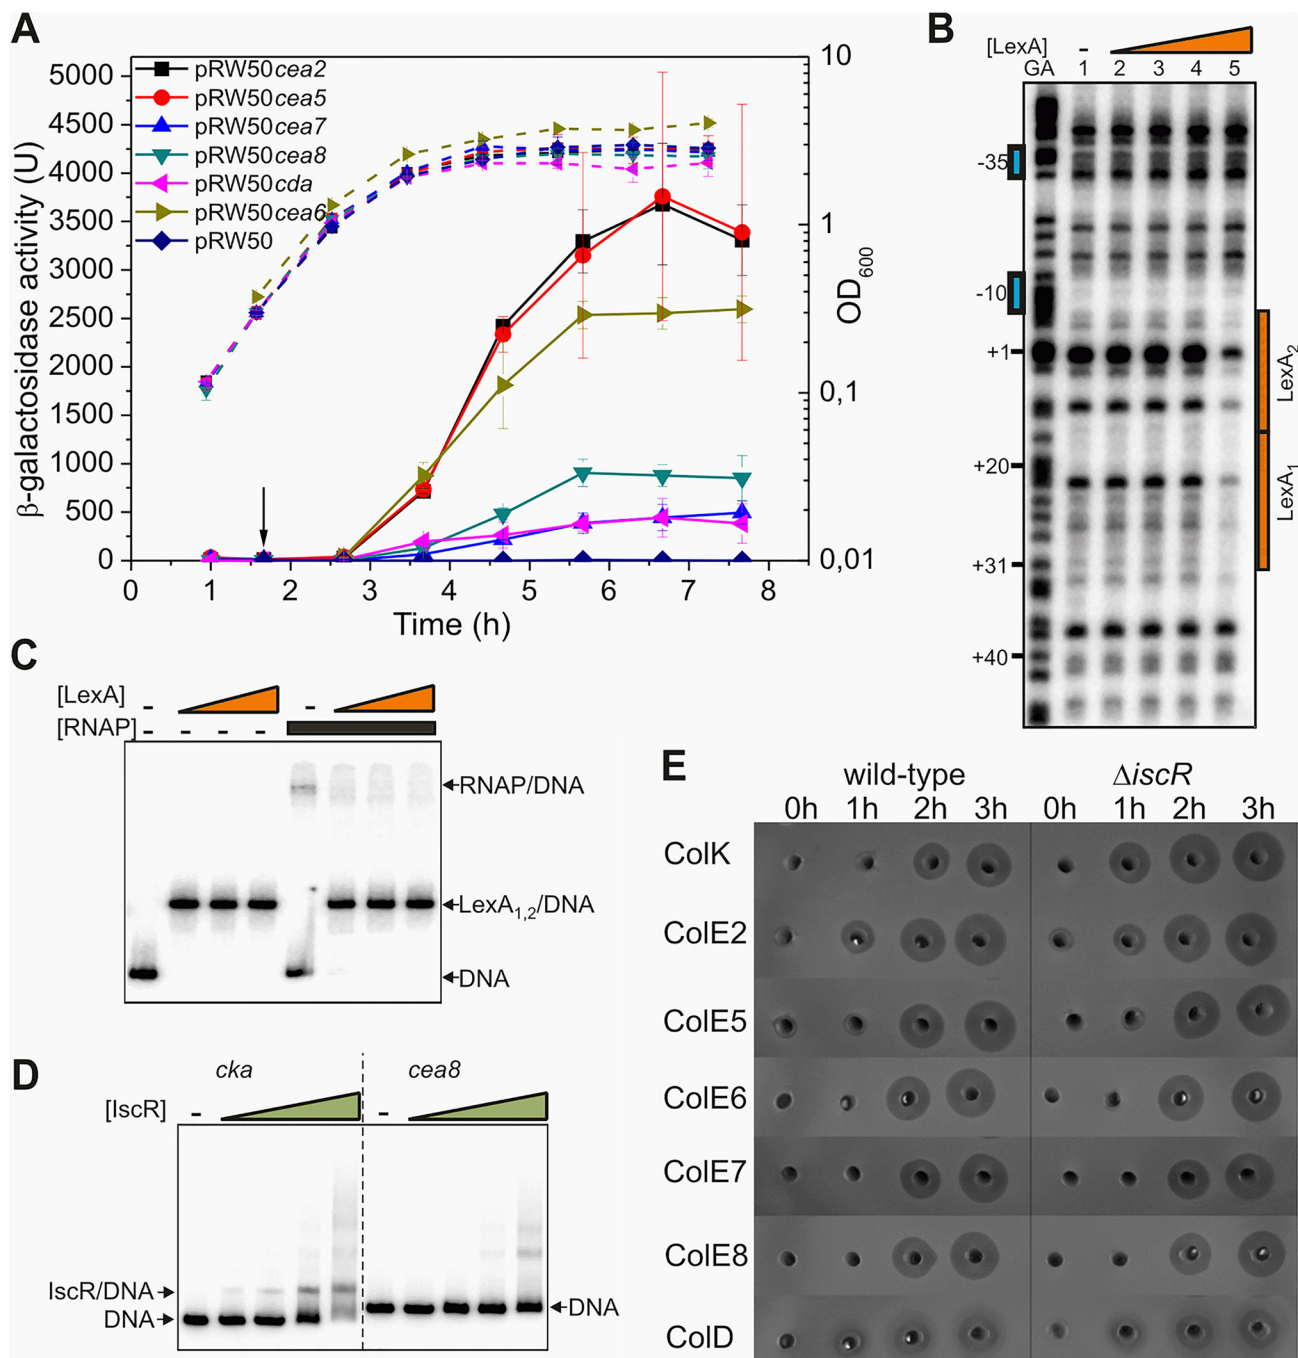 A
5000
4500
4000
3500
3000
2500
2000
1500
1000
500
0
β-galactosidase activity (U)
pRW50cea2
pRW50cea5
pRW50cea7
pRW50cea8
pRW50cda
pRW50cea6
pRW50
10
1
0,1
0,01
OD600
0 1 2 3 4 5 6 7 8
Time (h)
B
[LexA] -
GA 1 2 3 4 5
-35
-10
+1
+20
+31
+40
LexA2
LexA1
C
[LexA] - -
[RNAP] - - - -
RNAP/DNA
LexA1,2/DNA
DNA
D
cka cea8
[IscR] - -
IscR/DNA
DNA
DNA
E
wild-type ΔiscR
0h 1h 2h 3h 0h 1h 2h 3h
ColK
ColE2
ColE5
ColE6
ColE7
ColE8
ColD